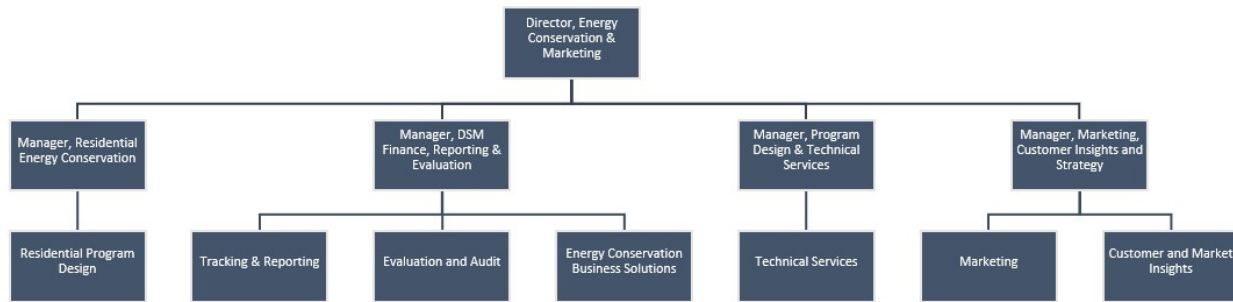 Director, Energy
Conservation &
Marketing
Manager, Residential
Energy Conservation
Manager, DSM
Finance, Reporting &
Evaluation
Manager, Program
Design & Technical
Services
Manager, Marketing,
Customer Insights and
Strategy
Residential Program
Design
Tracking & Reporting
Evaluation and Audit
Energy Conservation
Business Solutions
Technical Services
Marketing
Customer and Market
Insights